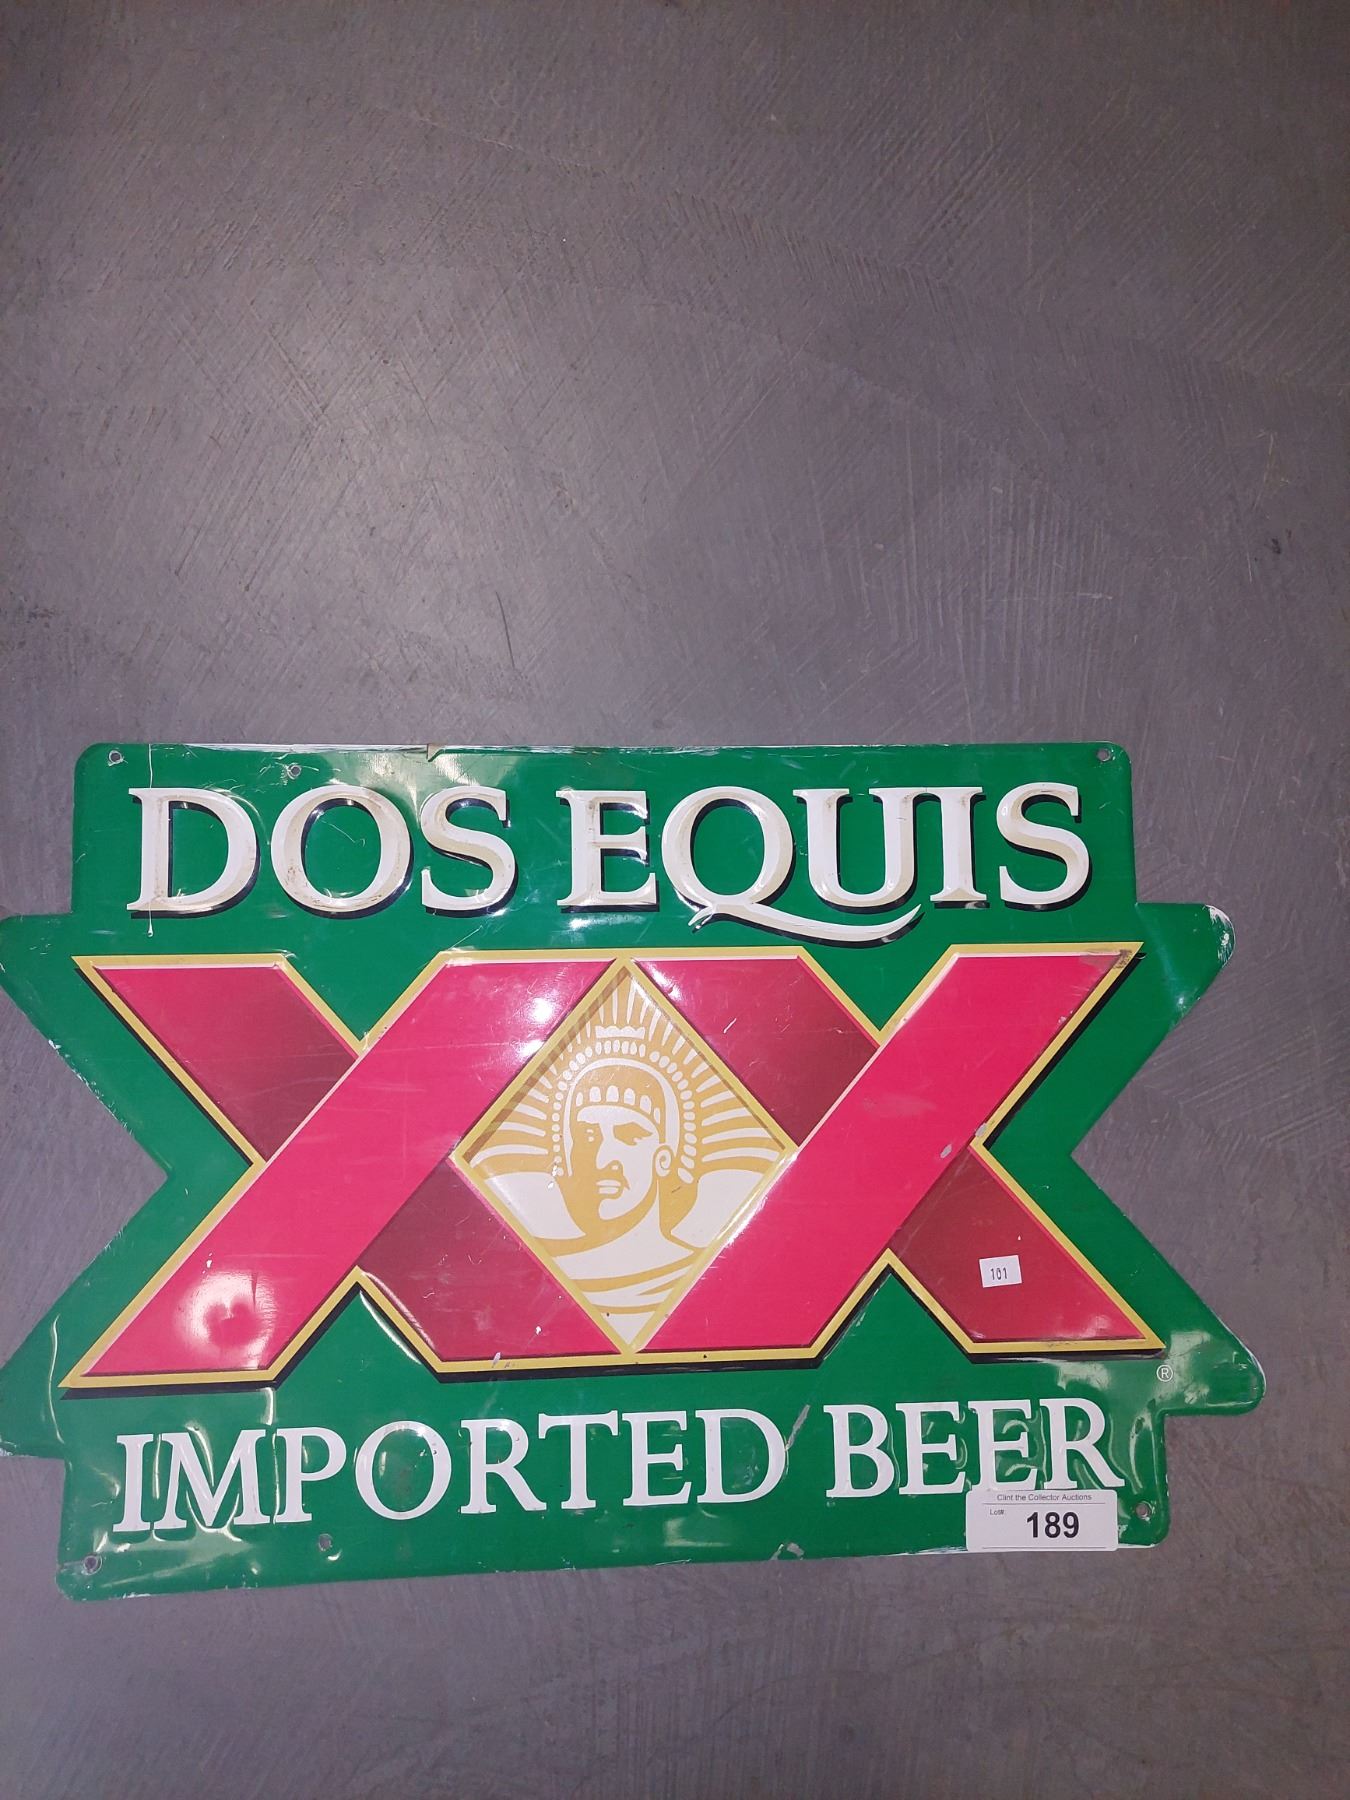 DOS EQUIS
XX
®
IMPORTED BEER
101
Clint the Collector Auctions
Lot#: 189